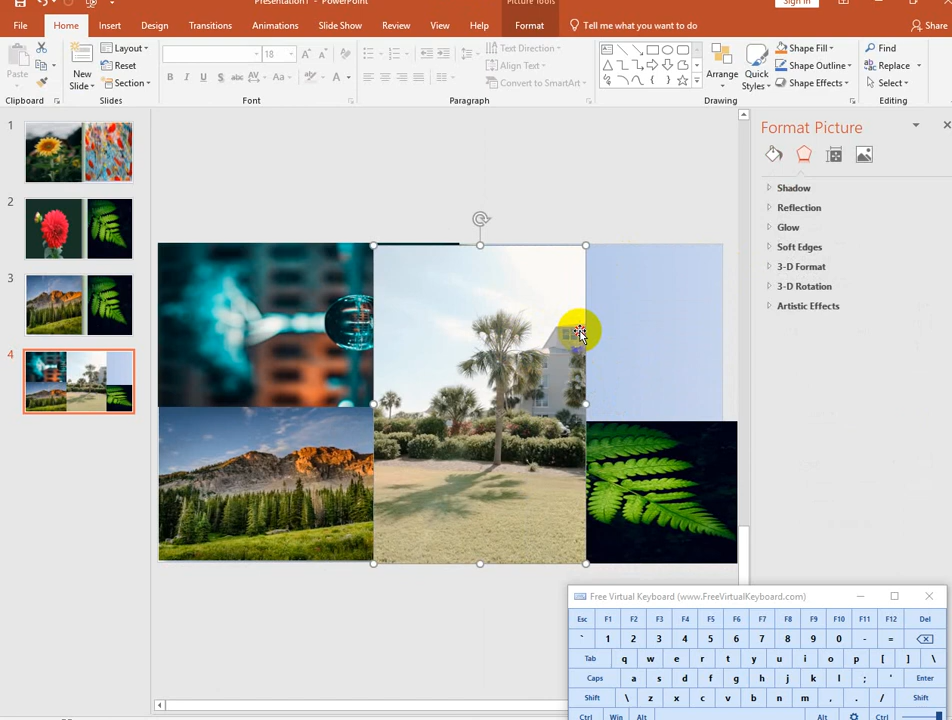 Presentation1 - PowerPoint
Picture Tools
Sign in
File Home Insert Design Transitions Animations Slide Show Review View Help Format Tell me what you want to do Share
Paste
New Slide
Layout
Reset
Section
18
B I U S abc AV Aa A
Text Direction
Align Text
Convert to SmartArt
Arrange
Quick Styles
Shape Fill
Shape Outline
Shape Effects
Find
Replace
Select
Clipboard Slides Font Paragraph Drawing Editing
1
2
3
4
Format Picture
Shadow
Reflection
Glow
Soft Edges
3-D Format
3-D Rotation
Artistic Effects
Free Virtual Keyboard (www.FreeVirtualKeyboard.com)
Esc F1 F2 F3 F4 F5 F6 F7 F8 F9 F10 F11 F12 Del
` 1 2 3 4 5 6 7 8 9 0 - =
Tab q w e r t y u i o p [ ] \
Caps a s d f g h j k l ; ' Enter
Shift \ z x c v b n m , . / Shift
Ctrl Win Alt Alt Ctrl